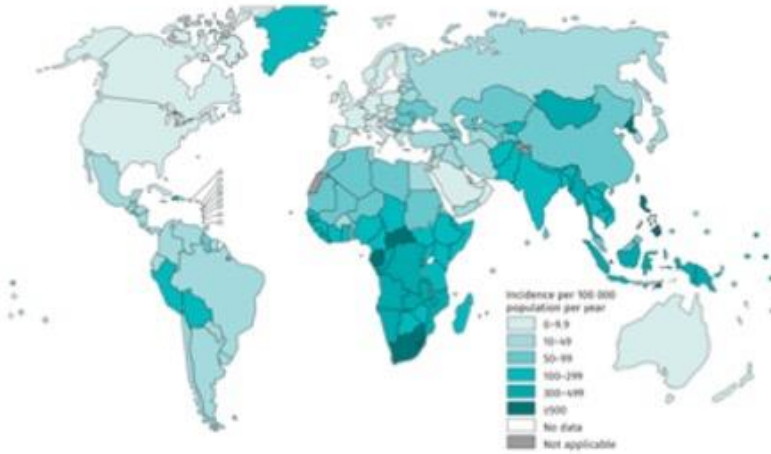 Incidence per 100 000
population per year
0–9.9
10–49
50–99
100–299
300–499
≥500
No data
Not applicable